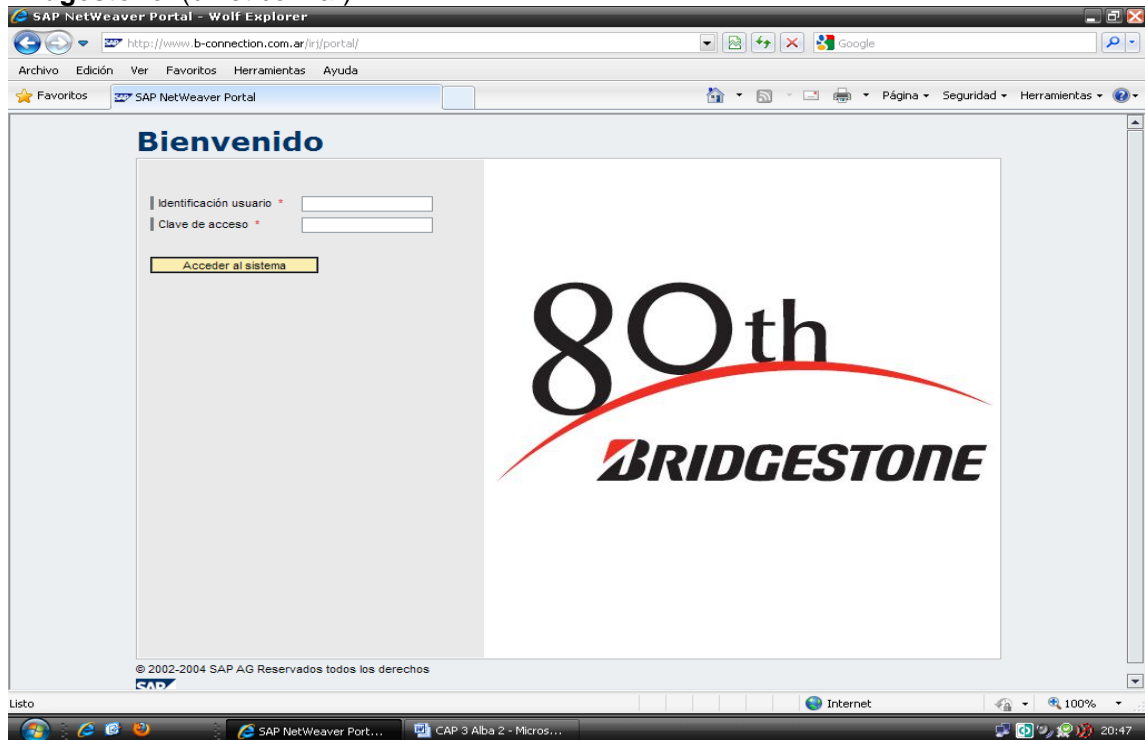 SAP NetWeaver Portal - Wolf Explorer
http://www.b-connection.com.ar/irj/portal/
Google
Archivo Edición Ver Favoritos Herramientas Ayuda
Favoritos SAP NetWeaver Portal Página Seguridad Herramientas
Bienvenido
Identificación usuario *
Clave de acceso *
Acceder al sistema
80th
BRIDGESTONE
© 2002-2004 SAP AG Reservados todos los derechos
SAP
Listo Internet 100%
SAP NetWeaver Port... CAP 3 Alba 2 - Micros... 20:47